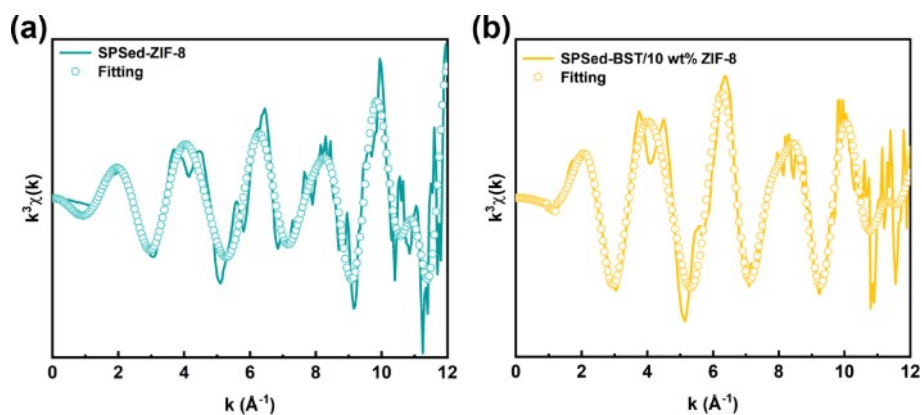 (a)
SPSed-ZIF-8
Fitting
k³χ(k)
0 2 4 6 8 10 12
k (Å⁻¹)
(b)
SPSed-BST/10 wt% ZIF-8
Fitting
k³χ(k)
0 2 4 6 8 10 12
k (Å⁻¹)